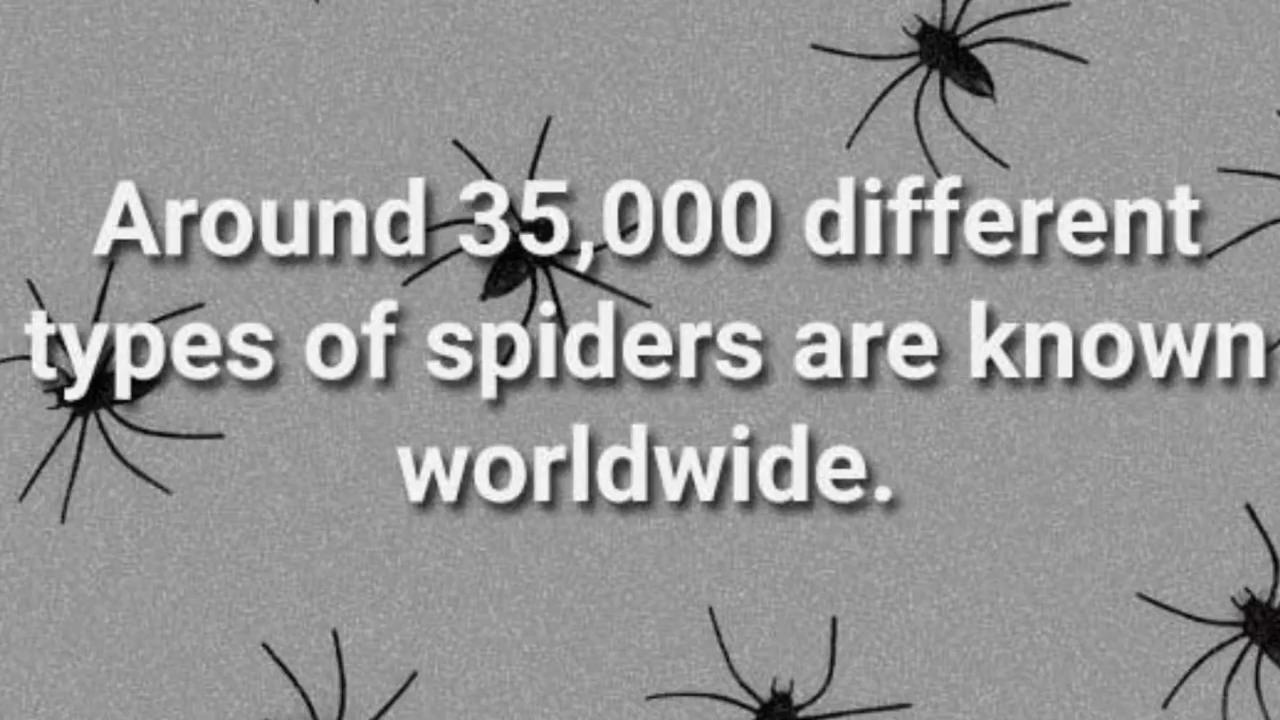 Around 35,000 different
types of spiders are known
worldwide.